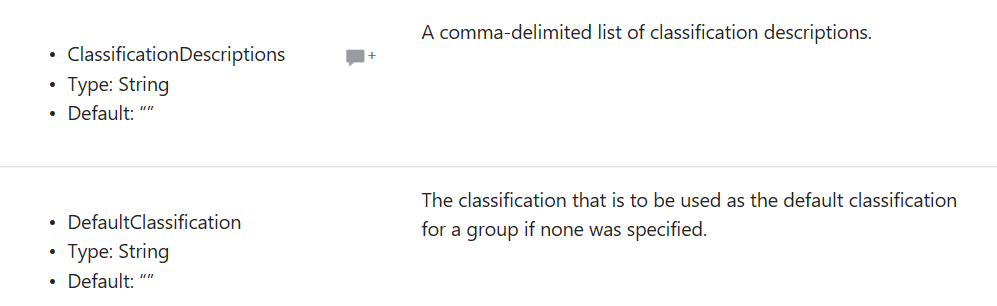 • ClassificationDescriptions
• Type: String
• Default: “”
+
A comma-delimited list of classification descriptions.
• DefaultClassification
• Type: String
• Default: “”
The classification that is to be used as the default classification
for a group if none was specified.